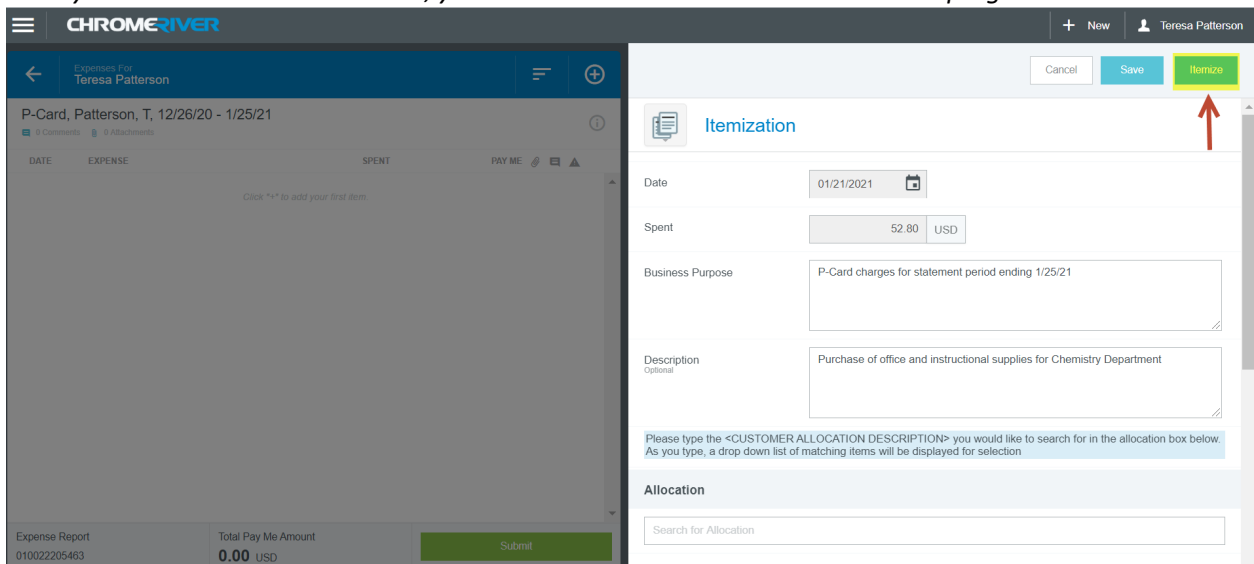 CHROMERIVER
+ New
Teresa Patterson
Expenses For
Teresa Patterson
P-Card, Patterson, T, 12/26/20 - 1/25/21
0 Comments 0 Attachments
DATE EXPENSE SPENT PAY ME
Click "+" to add your first item.
Expense Report
010022205463
Total Pay Me Amount
0.00 USD
Submit
Cancel Save Itemize
Itemization
Date 01/21/2021
Spent 52.80 USD
Business Purpose P-Card charges for statement period ending 1/25/21
Description Purchase of office and instructional supplies for Chemistry Department
Optional
Please type the <CUSTOMER ALLOCATION DESCRIPTION> you would like to search for in the allocation box below.
As you type, a drop down list of matching items will be displayed for selection
Allocation
Search for Allocation